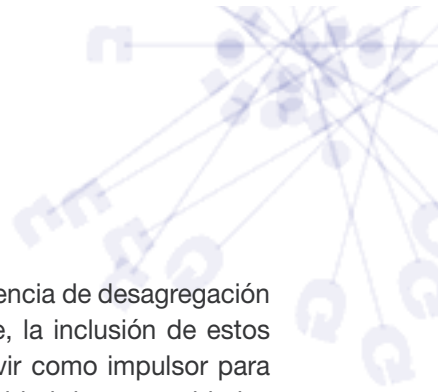 encia de desagregación
e, la inclusión de estos
vir como impulsor para